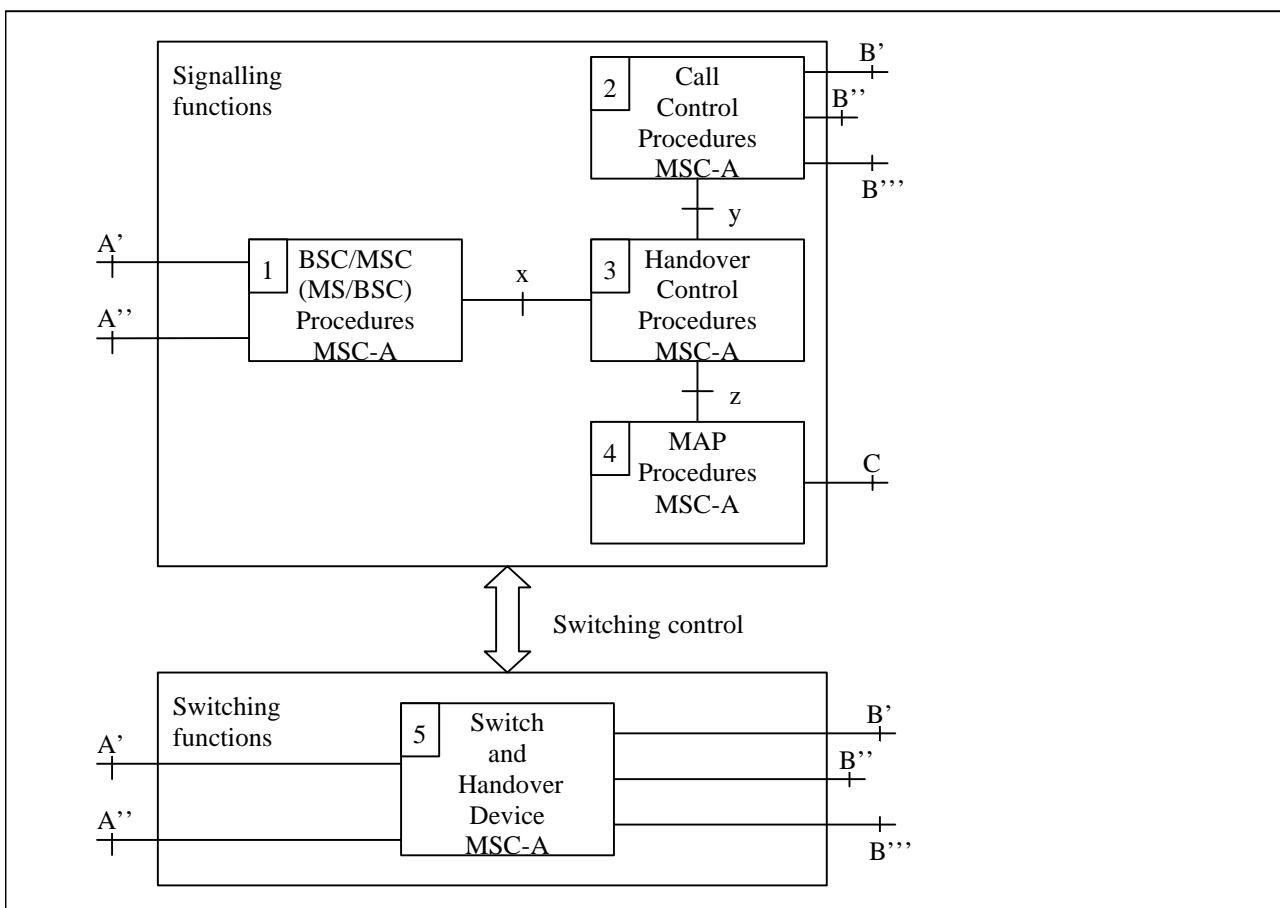 Signalling
functions
2
Call
Control
Procedures
MSC-A
B'
B''
B'''
y
A'
A''
1
BSC/MSC
(MS/BSC)
Procedures
MSC-A
x
3
Handover
Control
Procedures
MSC-A
z
4
MAP
Procedures
MSC-A
C
Switching control
Switching
functions
5
Switch
and
Handover
Device
MSC-A
A'
A''
B'
B''
B'''